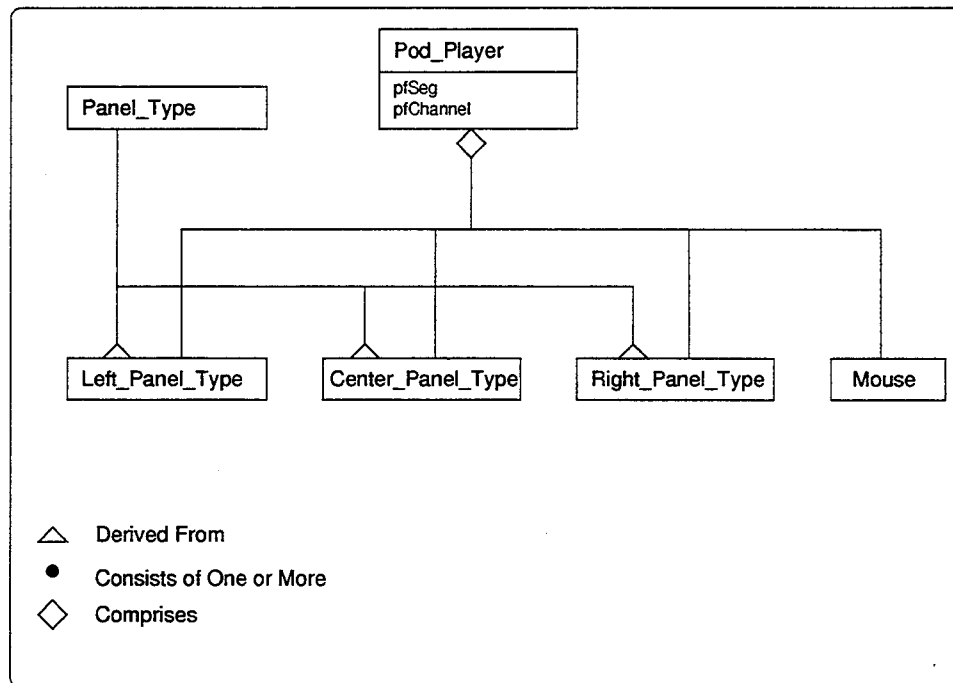 Pod_Player
pfSeg
pfChannel
Panel_Type
Left_Panel_Type
Center_Panel_Type
Right_Panel_Type
Mouse
Derived From
Consists of One or More
Comprises